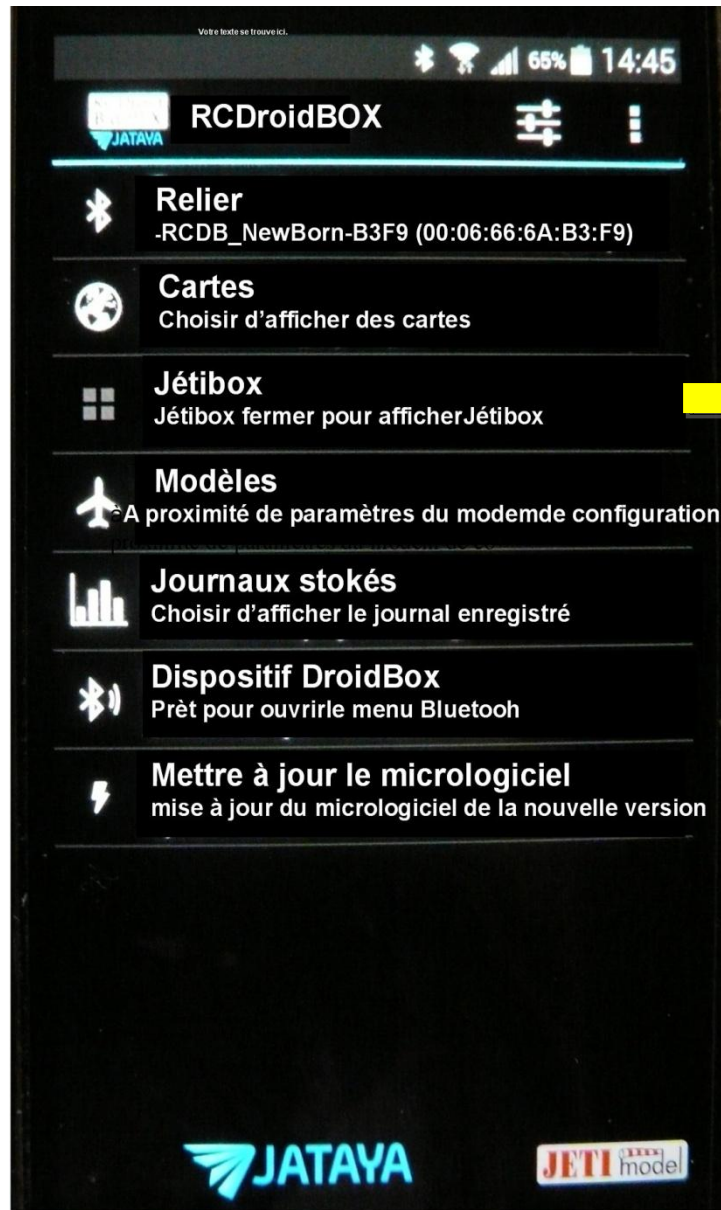 Votre texte se trouve ici.
65% 14:45
RCDroidBOX
JATAYA
Relier
-RCDB_NewBorn-B3F9 (00:06:66:6A:B3:F9)
Cartes
Choisir d’afficher des cartes
Jétibox
Jétibox fermer pour afficherJétibox
Modèles
àA proximité de paramètres du modemde configuration
Journaux stokés
Choisir d’afficher le journal enregistré
Dispositif DroidBox
Prèt pour ouvrirle menu Bluetooh
Mettre à jour le micrologiciel
mise à jour du micrologiciel de la nouvelle version
JATAYA
JETI model